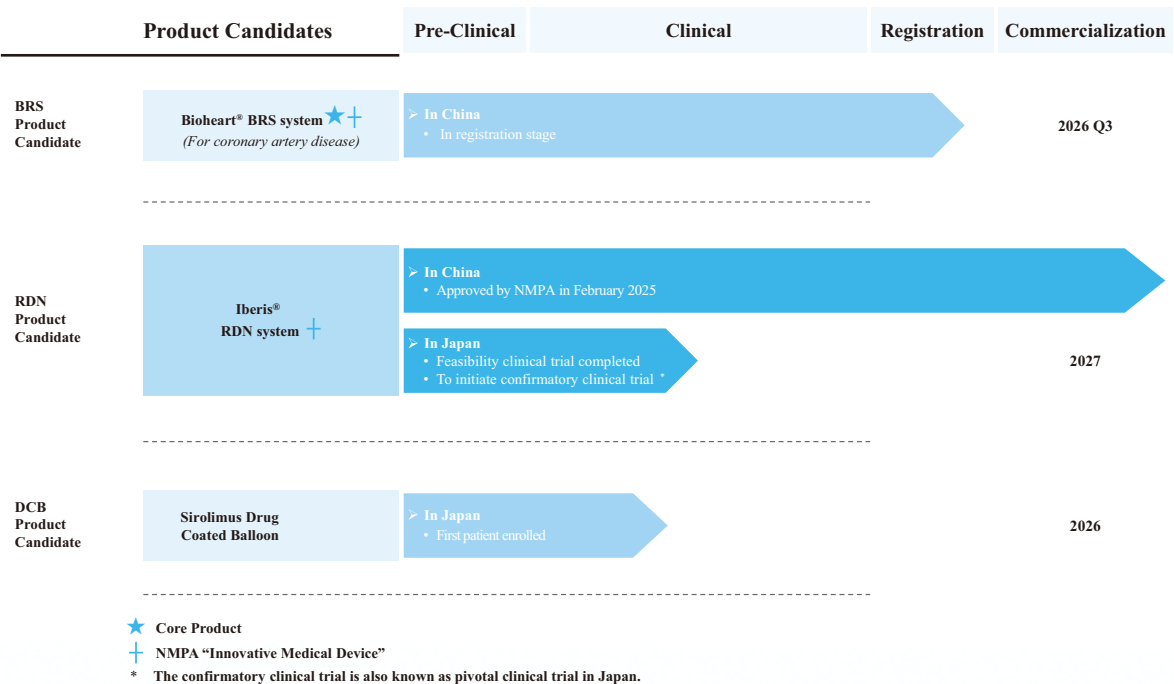 Product Candidates
Pre-Clinical
Clinical
Registration
Commercialization
BRS
Product
Candidate
Bioheart® BRS system
(For coronary artery disease)
➢ In China
• In registration stage
2026 Q3
RDN
Product
Candidate
Iberis®
RDN system
➢ In China
• Approved by NMPA in February 2025
➢ In Japan
• Feasibility clinical trial completed
• To initiate confirmatory clinical trial *
2027
DCB
Product
Candidate
Sirolimus Drug
Coated Balloon
➢ In Japan
• First patient enrolled
2026
Core Product
NMPA “Innovative Medical Device”
* The confirmatory clinical trial is also known as pivotal clinical trial in Japan.